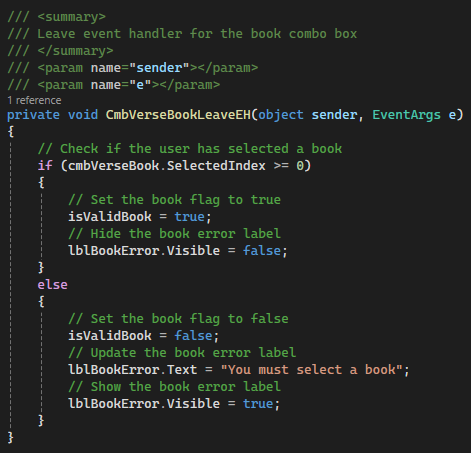 /// <summary>
/// Leave event handler for the book combo box
/// </summary>
/// <param name="sender"></param>
/// <param name="e"></param>
1 reference
private void CmbVerseBookLeaveEH(object sender, EventArgs e)
{
    // Check if the user has selected a book
    if (cmbVerseBook.SelectedIndex >= 0)
    {
        // Set the book flag to true
        isValidBook = true;
        // Hide the book error label
        lblBookError.Visible = false;
    }
    else
    {
        // Set the book flag to false
        isValidBook = false;
        // Update the book error label
        lblBookError.Text = "You must select a book";
        // Show the book error label
        lblBookError.Visible = true;
    }
}